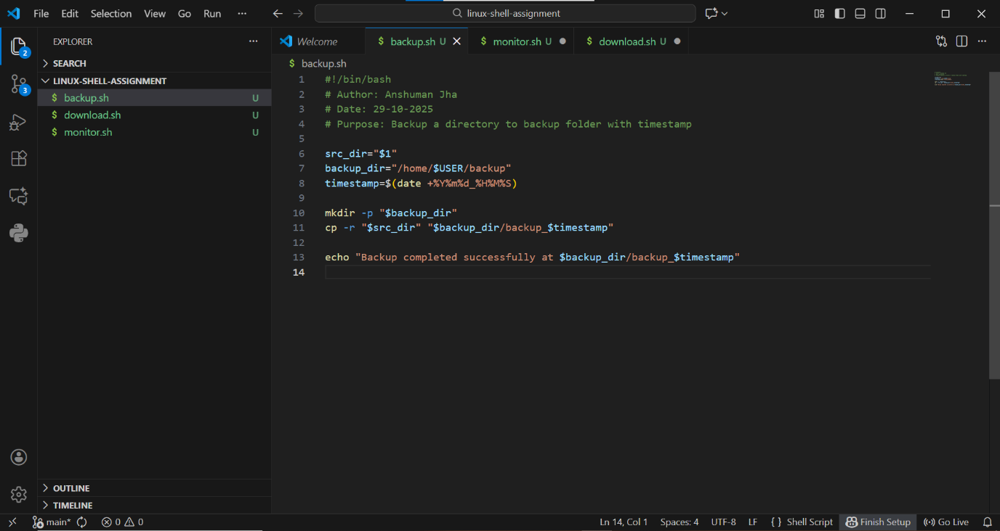 File Edit Selection View Go Run ··· linux-shell-assignment
EXPLORER ···
SEARCH
LINUX-SHELL-ASSIGNMENT
$ backup.sh U
$ download.sh U
$ monitor.sh U
OUTLINE
TIMELINE
2
3
Welcome $ backup.sh U $ monitor.sh U $ download.sh U ···
$ backup.sh
1 #!/bin/bash
2 # Author: Anshuman Jha
3 # Date: 29-10-2025
4 # Purpose: Backup a directory to backup folder with timestamp
5
6 src_dir="$1"
7 backup_dir="/home/$USER/backup"
8 timestamp=$(date +%Y%m%d_%H%M%S)
9
10 mkdir -p "$backup_dir"
11 cp -r "$src_dir" "$backup_dir/backup_$timestamp"
12
13 echo "Backup completed successfully at $backup_dir/backup_$timestamp"
14
main* 0 0 Ln 14, Col 1 Spaces: 4 UTF-8 LF { } Shell Script Finish Setup Go Live